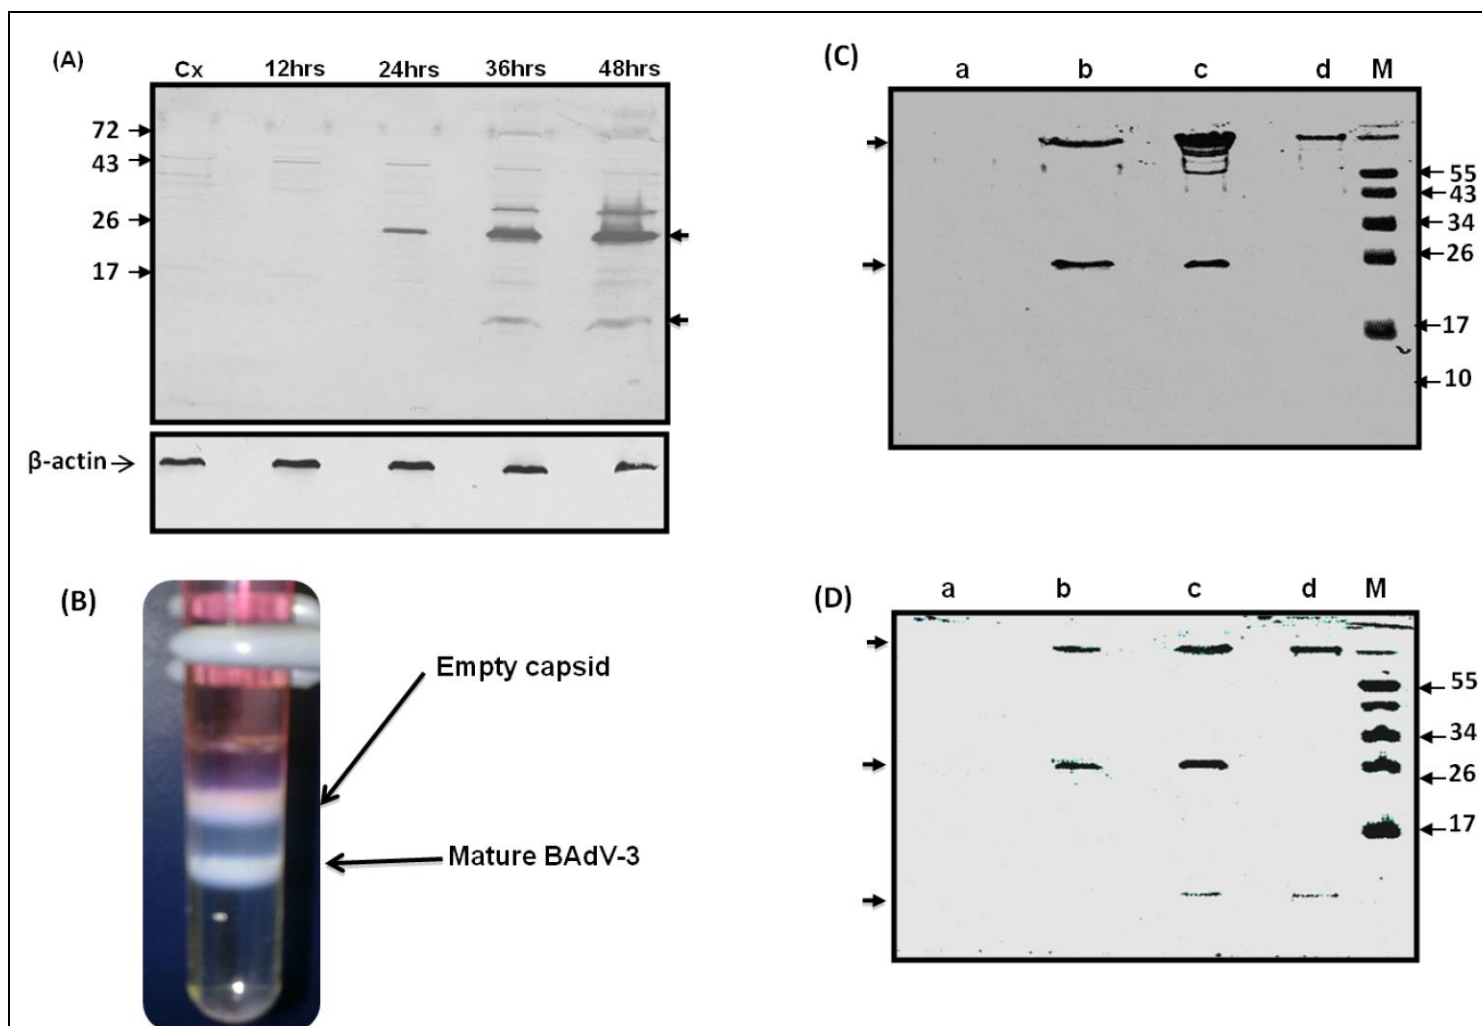 (A)
Cx 12hrs 24hrs 36hrs 48hrs
72
43
26
17
β-actin
(B)
Empty capsid
Mature BAdV-3
(C)
a b c d M
55
43
34
26
17
10
(D)
a b c d M
55
34
26
17